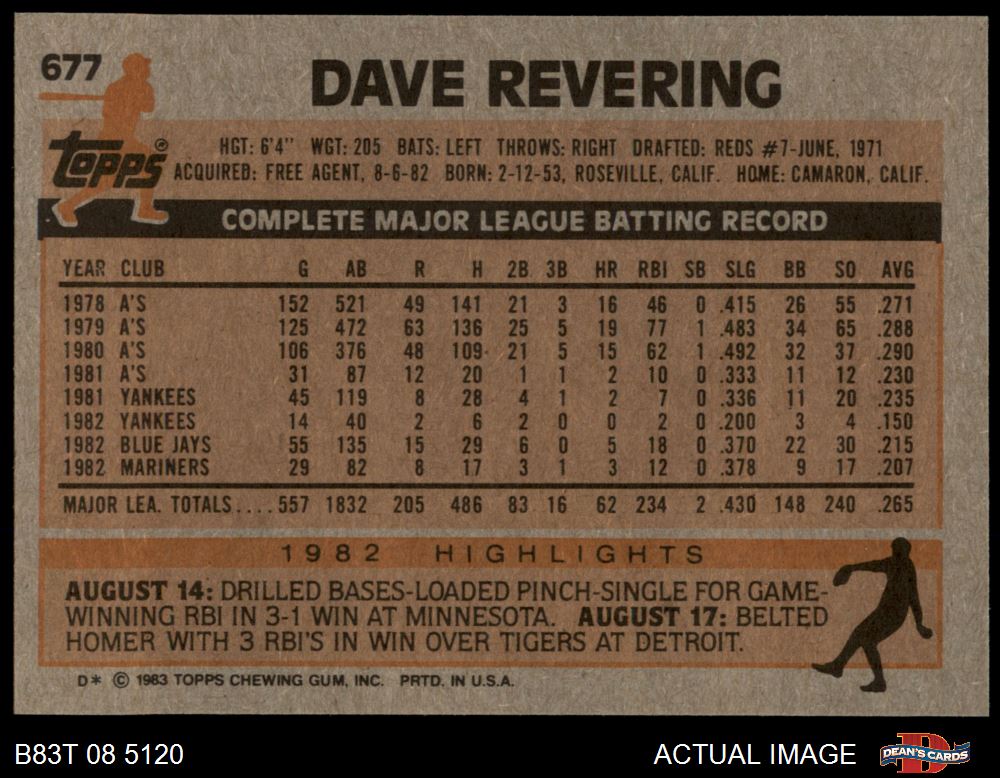 677
DAVE REVERING
topps®
HGT: 6'4" WGT: 205 BATS: LEFT THROWS: RIGHT DRAFTED: REDS #7-JUNE, 1971
ACQUIRED: FREE AGENT, 8-6-82 BORN: 2-12-53, ROSEVILLE, CALIF. HOME: CAMARON, CALIF.
COMPLETE MAJOR LEAGUE BATTING RECORD
YEAR CLUB G AB R H 2B 3B HR RBI SB SLG BB SO AVG
1978 A'S 152 521 49 141 21 3 16 46 0 .415 26 55 .271
1979 A'S 125 472 63 136 25 5 19 77 1 .483 34 65 .288
1980 A'S 106 376 48 109 21 5 15 62 1 .492 32 37 .290
1981 A'S 31 87 12 20 1 1 2 10 0 .333 11 12 .230
1981 YANKEES 45 119 8 28 4 1 2 7 0 .336 11 20 .235
1982 YANKEES 14 40 2 6 2 0 0 2 0 .200 3 4 .150
1982 BLUE JAYS 55 135 15 29 6 0 5 18 0 .370 22 30 .215
1982 MARINERS 29 82 8 17 3 1 3 12 0 .378 9 17 .207
MAJOR LEA. TOTALS.... 557 1832 205 486 83 16 62 234 2 .430 148 240 .265
1982 HIGHLIGHTS
AUGUST 14: DRILLED BASES-LOADED PINCH-SINGLE FOR GAME-
WINNING RBI IN 3-1 WIN AT MINNESOTA. AUGUST 17: BELTED
HOMER WITH 3 RBI'S IN WIN OVER TIGERS AT DETROIT.
D* © 1983 TOPPS CHEWING GUM, INC. PRTD. IN U.S.A.
B83T 08 5120
ACTUAL IMAGE
D
DEAN'S CARDS